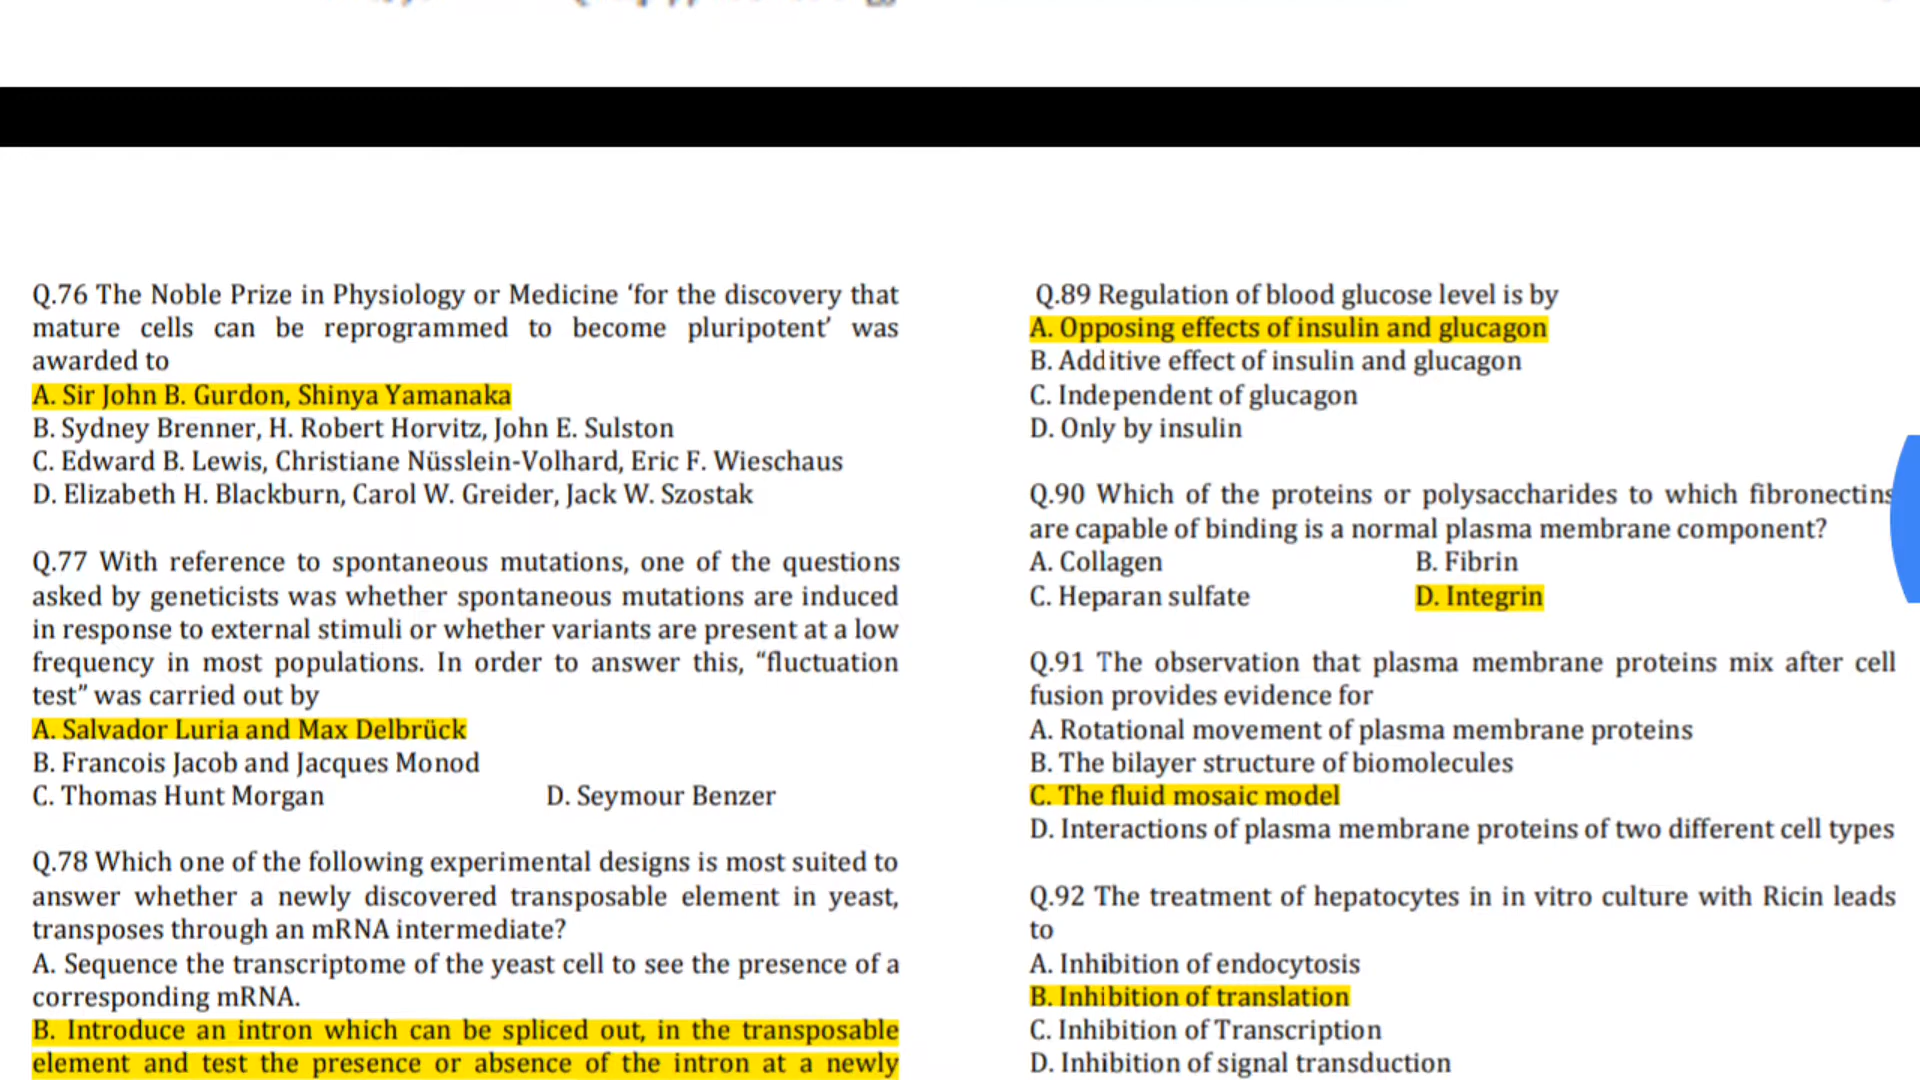 Q.76 The Noble Prize in Physiology or Medicine ‘for the discovery that
mature cells can be reprogrammed to become pluripotent’ was
awarded to
A. Sir John B. Gurdon, Shinya Yamanaka
B. Sydney Brenner, H. Robert Horvitz, John E. Sulston
C. Edward B. Lewis, Christiane Nüsslein-Volhard, Eric F. Wieschaus
D. Elizabeth H. Blackburn, Carol W. Greider, Jack W. Szostak
Q.77 With reference to spontaneous mutations, one of the questions
asked by geneticists was whether spontaneous mutations are induced
in response to external stimuli or whether variants are present at a low
frequency in most populations. In order to answer this, “fluctuation
test” was carried out by
A. Salvador Luria and Max Delbrück
B. Francois Jacob and Jacques Monod
C. Thomas Hunt Morgan D. Seymour Benzer
Q.78 Which one of the following experimental designs is most suited to
answer whether a newly discovered transposable element in yeast,
transposes through an mRNA intermediate?
A. Sequence the transcriptome of the yeast cell to see the presence of a
corresponding mRNA.
B. Introduce an intron which can be spliced out, in the transposable
element and test the presence or absence of the intron at a newly
Q.89 Regulation of blood glucose level is by
A. Opposing effects of insulin and glucagon
B. Additive effect of insulin and glucagon
C. Independent of glucagon
D. Only by insulin
Q.90 Which of the proteins or polysaccharides to which fibronectins
are capable of binding is a normal plasma membrane component?
A. Collagen B. Fibrin
C. Heparan sulfate D. Integrin
Q.91 The observation that plasma membrane proteins mix after cell
fusion provides evidence for
A. Rotational movement of plasma membrane proteins
B. The bilayer structure of biomolecules
C. The fluid mosaic model
D. Interactions of plasma membrane proteins of two different cell types
Q.92 The treatment of hepatocytes in in vitro culture with Ricin leads
to
A. Inhibition of endocytosis
B. Inhibition of translation
C. Inhibition of Transcription
D. Inhibition of signal transduction